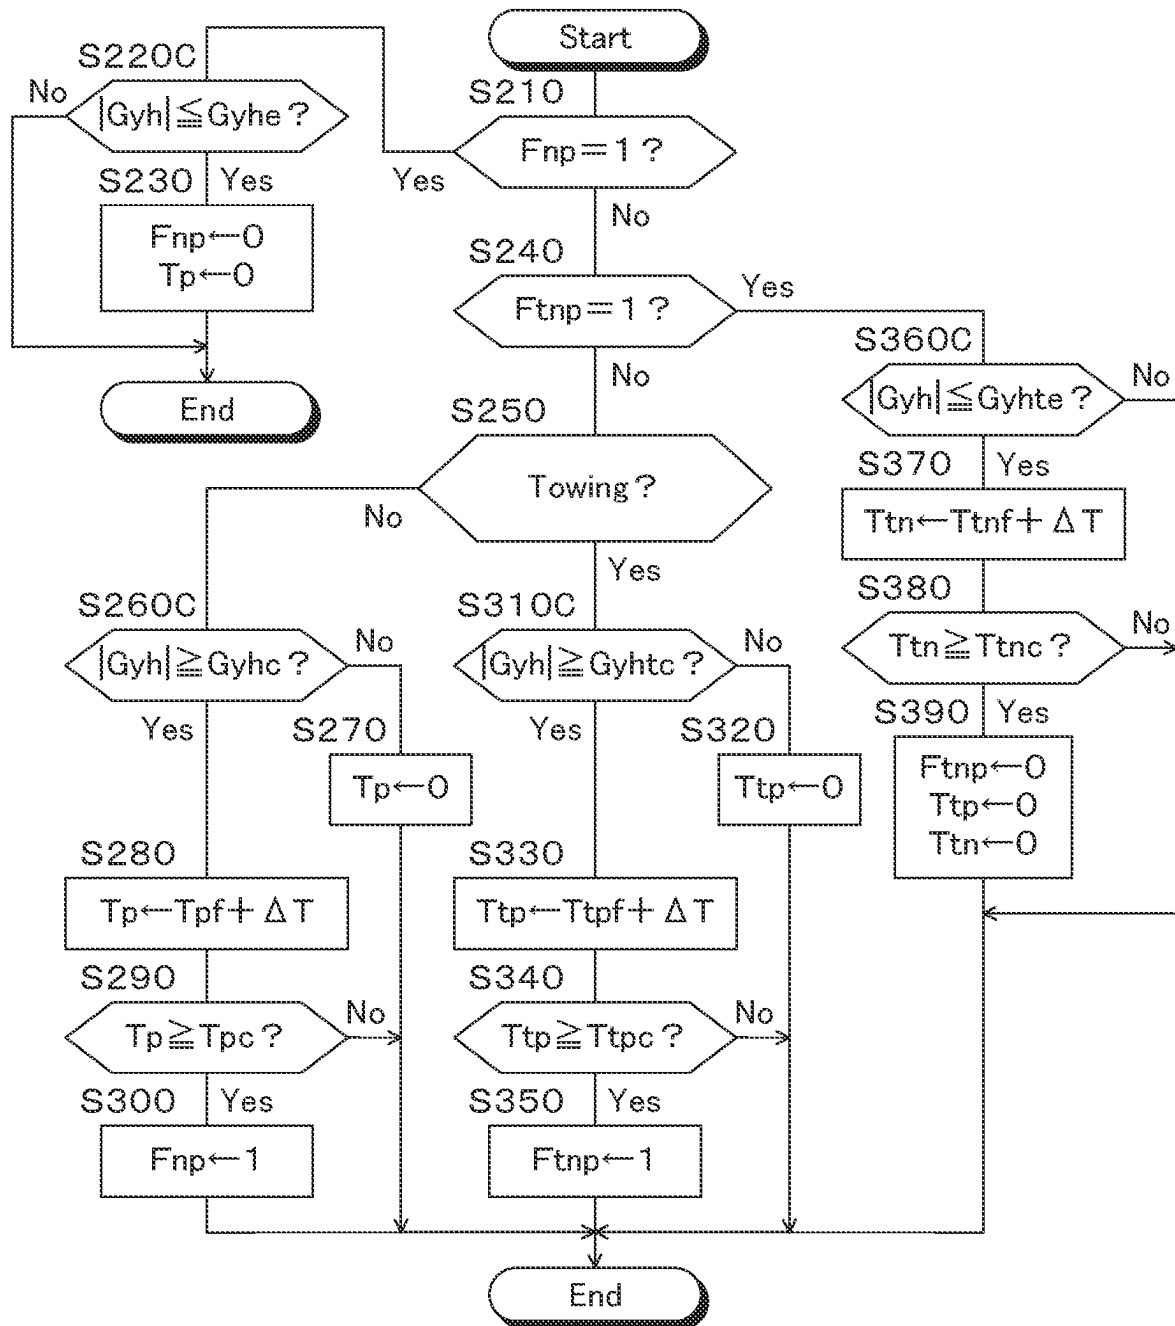 Start
S210
Fnp=1?
Yes
No
S220C
|Gyh|≦Gyhe?
No
S230
Yes
Fnp←0
Tp←0
End
S240
Ftnp=1?
Yes
No
S250
Towing?
No
Yes
S260C
|Gyh|≧Gyhc?
No
Yes
S270
Tp←0
S280
Tp←Tpf+ΔT
S290
Tp≧Tpc?
No
S300
Yes
Fnp←1
S310C
|Gyh|≧Gyhtc?
No
Yes
S320
Ttp←0
S330
Ttp←Ttpf+ΔT
S340
Ttp≧Ttpc?
No
S350
Yes
Ftnp←1
S360C
|Gyh|≦Gyhte?
No
S370
Yes
Ttn←Ttnf+ΔT
S380
Ttn≧Ttnc?
No
S390
Yes
Ftnp←0
Ttp←0
Ttn←0
End